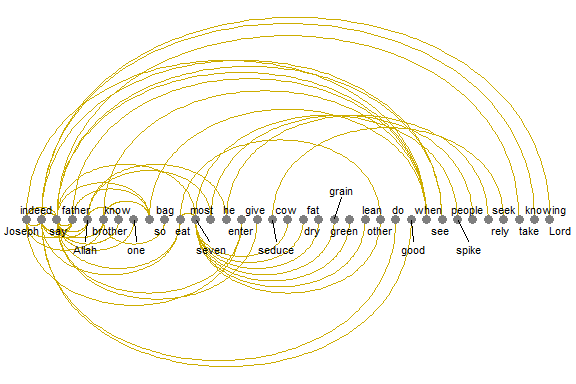 grain
indeed father know bag most he give cow fat lean do when people seek knowing
Joseph say brother so eat enter dry green other see rely take Lord
Allah one seven seduce good spike